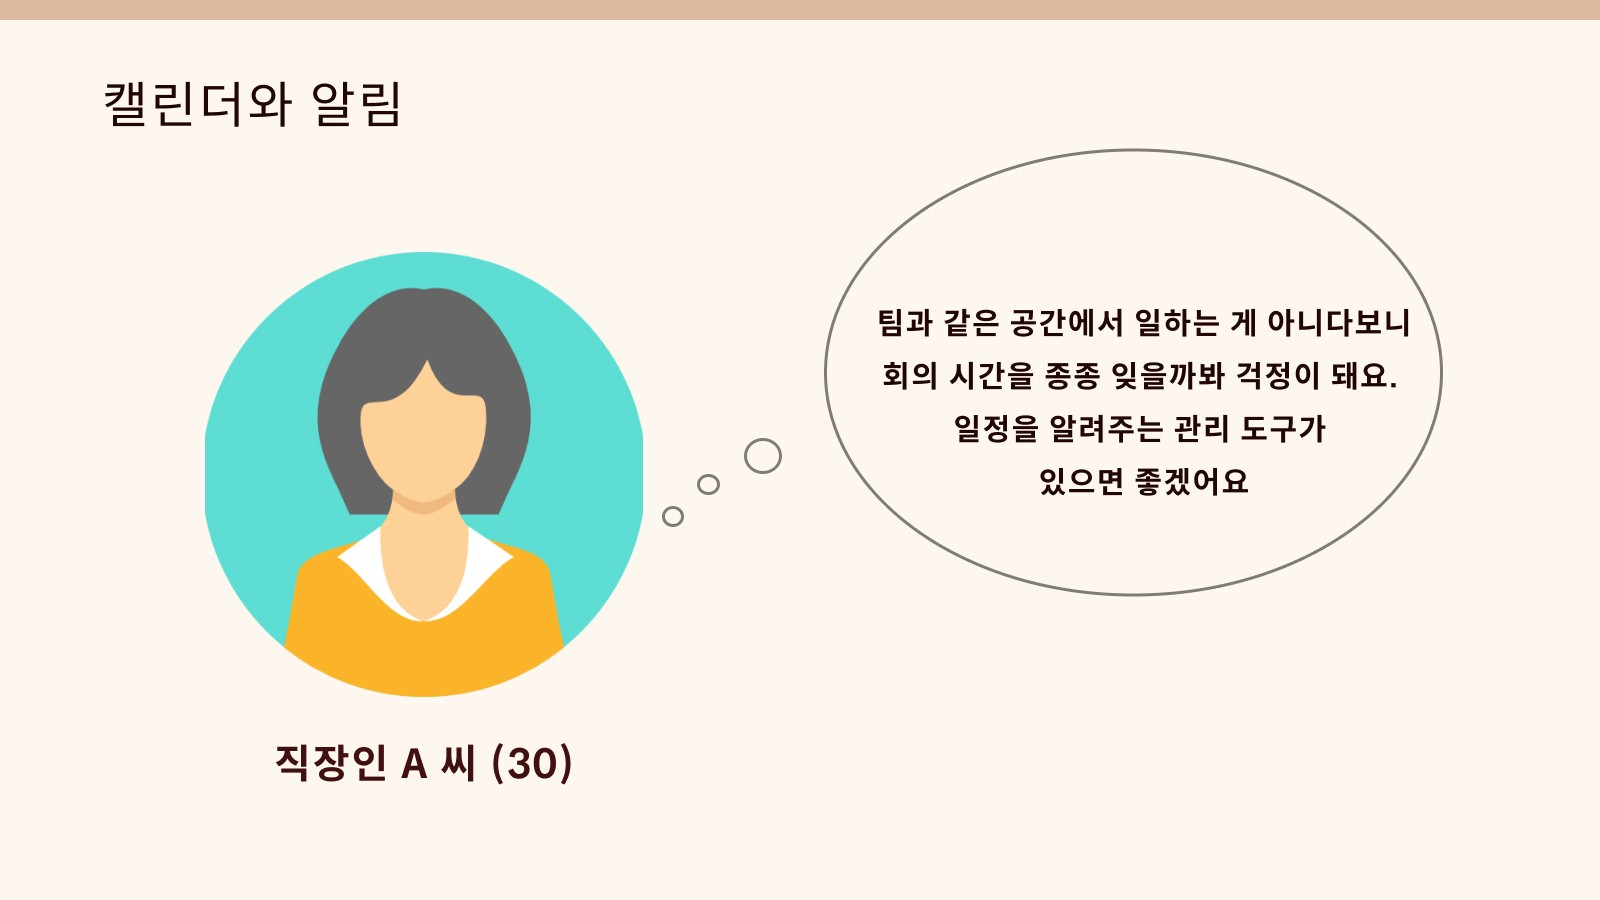 캘린더와 알림
팀과 같은 공간에서 일하는 게 아니다보니
회의 시간을 종종 잊을까봐 걱정이 돼요.
일정을 알려주는 관리 도구가
있으면 좋겠어요
직장인 A 씨 (30)